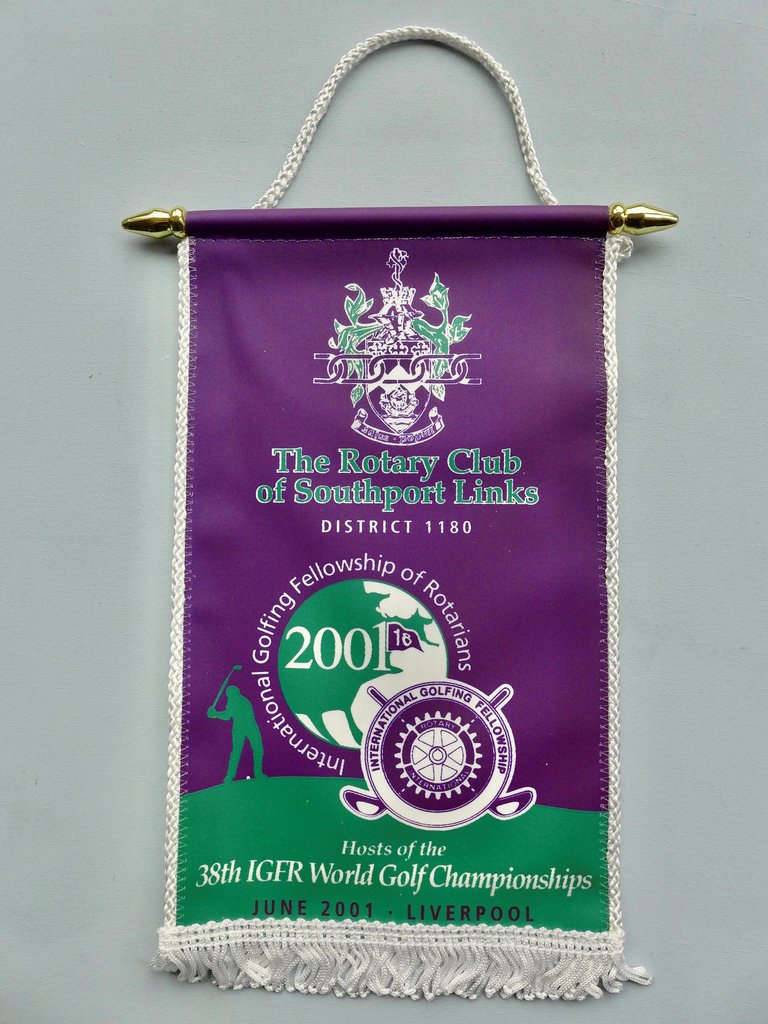 The Rotary Club
of Southport Links
DISTRICT 1180
International Golfing Fellowship of Rotarians
2001
18
INTERNATIONAL GOLFING FELLOWSHIP
ROTARY
INTERNATIONAL
Hosts of the
38th IGFR World Golf Championships
JUNE 2001 · LIVERPOOL